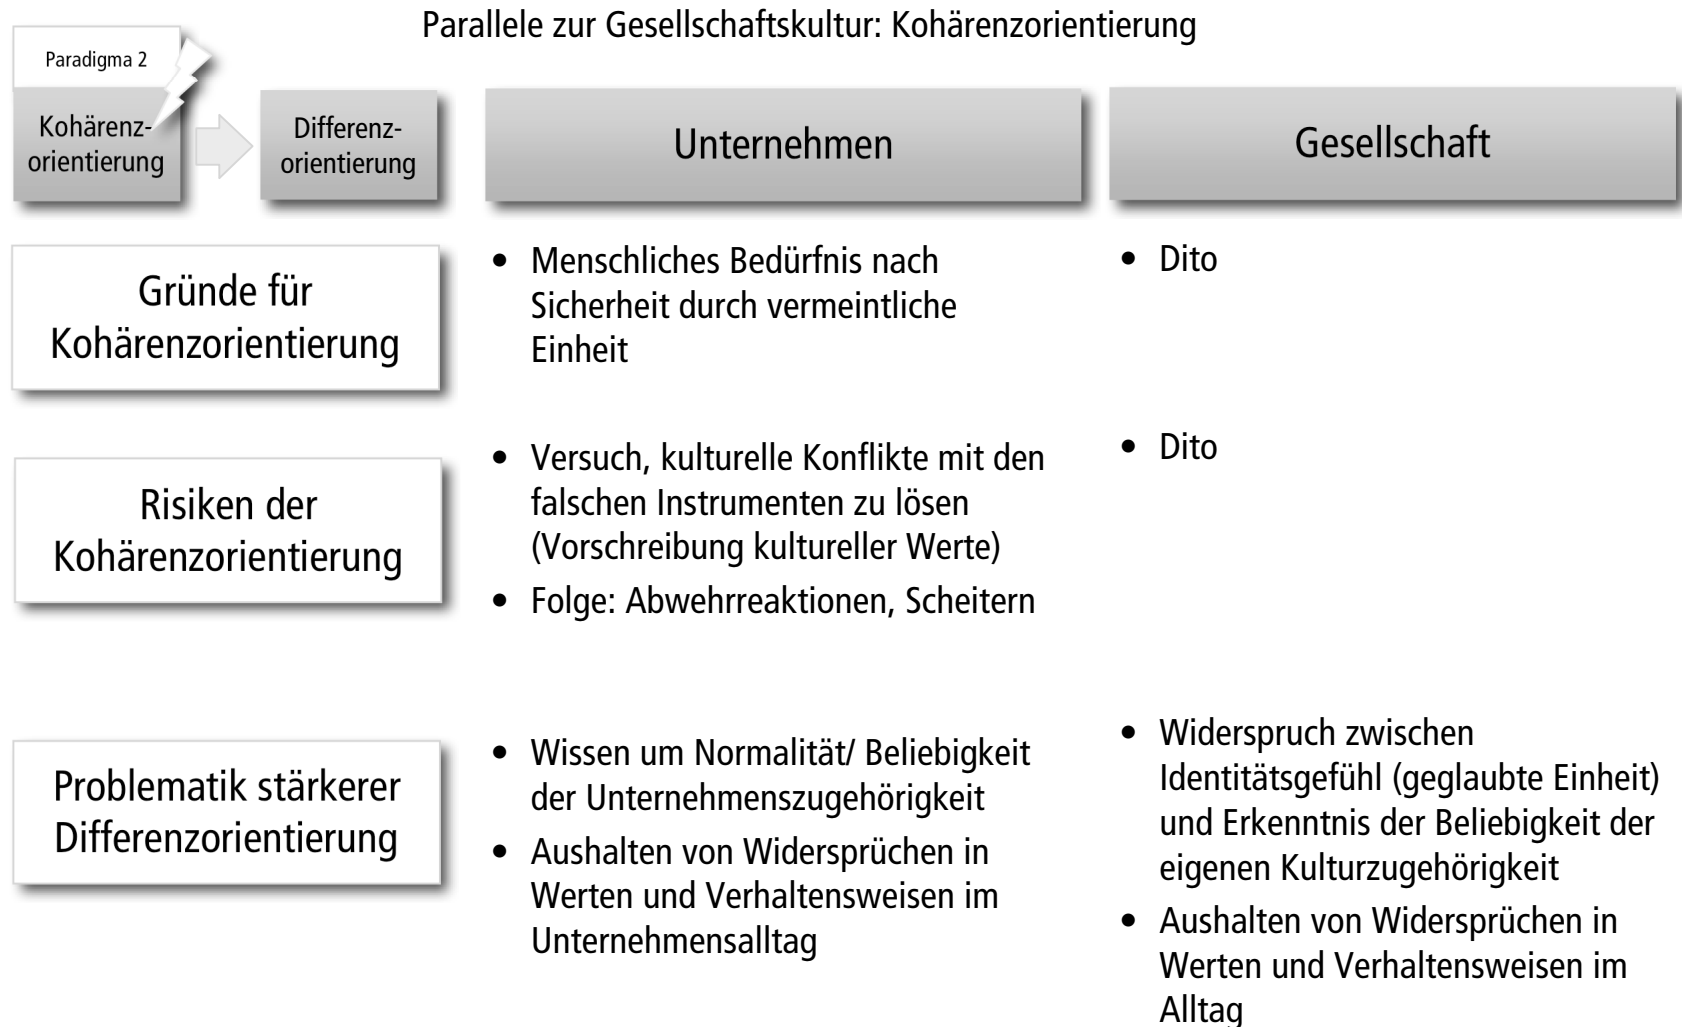 Parallele zur Gesellschaftskultur: Kohärenzorientierung
Paradigma 2
Kohärenz-
orientierung
Differenz-
orientierung
Unternehmen
Gesellschaft
Gründe für
Kohärenzorientierung
• Menschliches Bedürfnis nach
Sicherheit durch vermeintliche
Einheit
• Dito
Risiken der
Kohärenzorientierung
• Versuch, kulturelle Konflikte mit den
falschen Instrumenten zu lösen
(Vorschreibung kultureller Werte)
• Folge: Abwehrreaktionen, Scheitern
• Dito
Problematik stärkerer
Differenzorientierung
• Wissen um Normalität/ Beliebigkeit
der Unternehmenszugehörigkeit
• Aushalten von Widersprüchen in
Werten und Verhaltensweisen im
Unternehmensalltag
• Widerspruch zwischen
Identitätsgefühl (geglaubte Einheit)
und Erkenntnis der Beliebigkeit der
eigenen Kulturzugehörigkeit
• Aushalten von Widersprüchen in
Werten und Verhaltensweisen im
Alltag